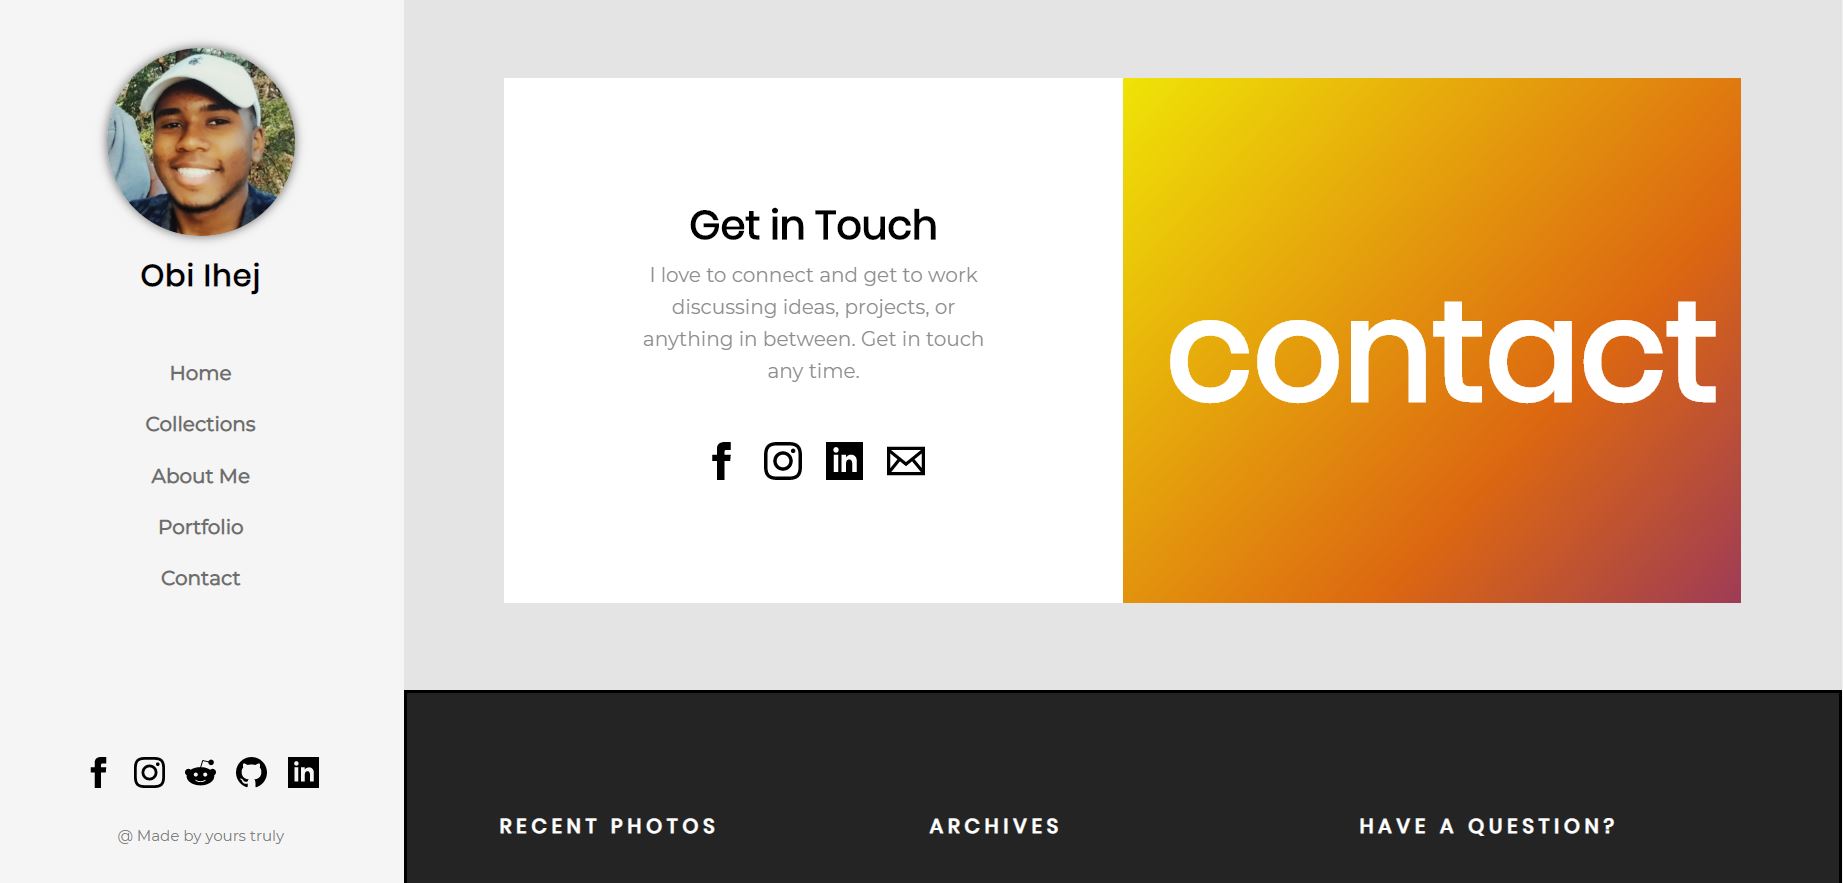 Obi Ihej
Home
Collections
About Me
Portfolio
Contact
@ Made by yours truly
Get in Touch
I love to connect and get to work
discussing ideas, projects, or
anything in between. Get in touch
any time.
contact
RECENT PHOTOS
ARCHIVES
HAVE A QUESTION?